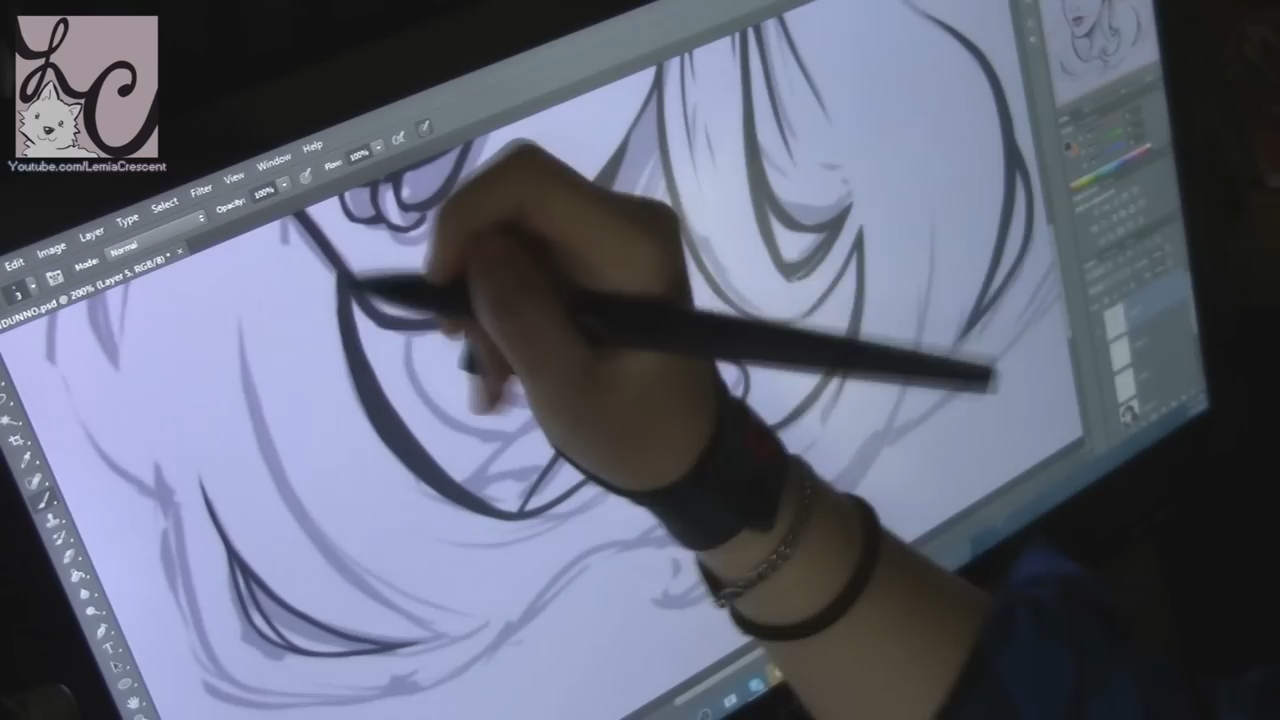 LC
Youtube.com/LemiaCrescent
Edit Image Layer Type Select Filter View Window Help
3 Mode: Normal Opacity: 100% Flow: 100%
DUNNO.psd @ 200% (Layer 5, RGB/8) * ×